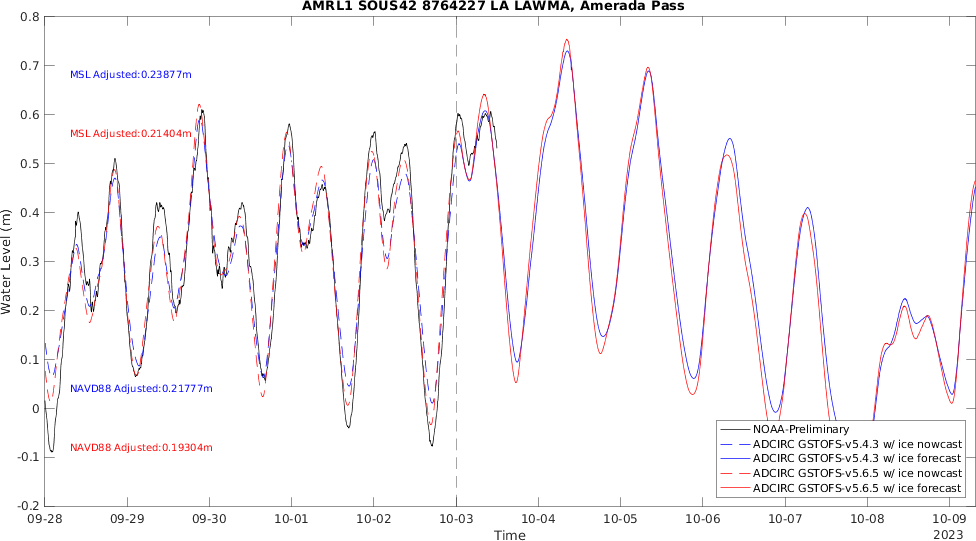 AMRL1 SOUS42 8764227 LA LAWMA, Amerada Pass
0.8
0.7
0.6
0.5
0.4
0.3
0.2
0.1
0
-0.1
-0.2
Water Level (m)
MSL Adjusted:0.23877m
MSL Adjusted:0.21404m
NAVD88 Adjusted:0.21777m
NAVD88 Adjusted:0.19304m
NOAA-Preliminary
ADCIRC GSTOFS-v5.4.3 w/ ice nowcast
ADCIRC GSTOFS-v5.4.3 w/ ice forecast
ADCIRC GSTOFS-v5.6.5 w/ ice nowcast
ADCIRC GSTOFS-v5.6.5 w/ ice forecast
09-28 09-29 09-30 10-01 10-02 10-03 10-04 10-05 10-06 10-07 10-08 10-09
Time 2023